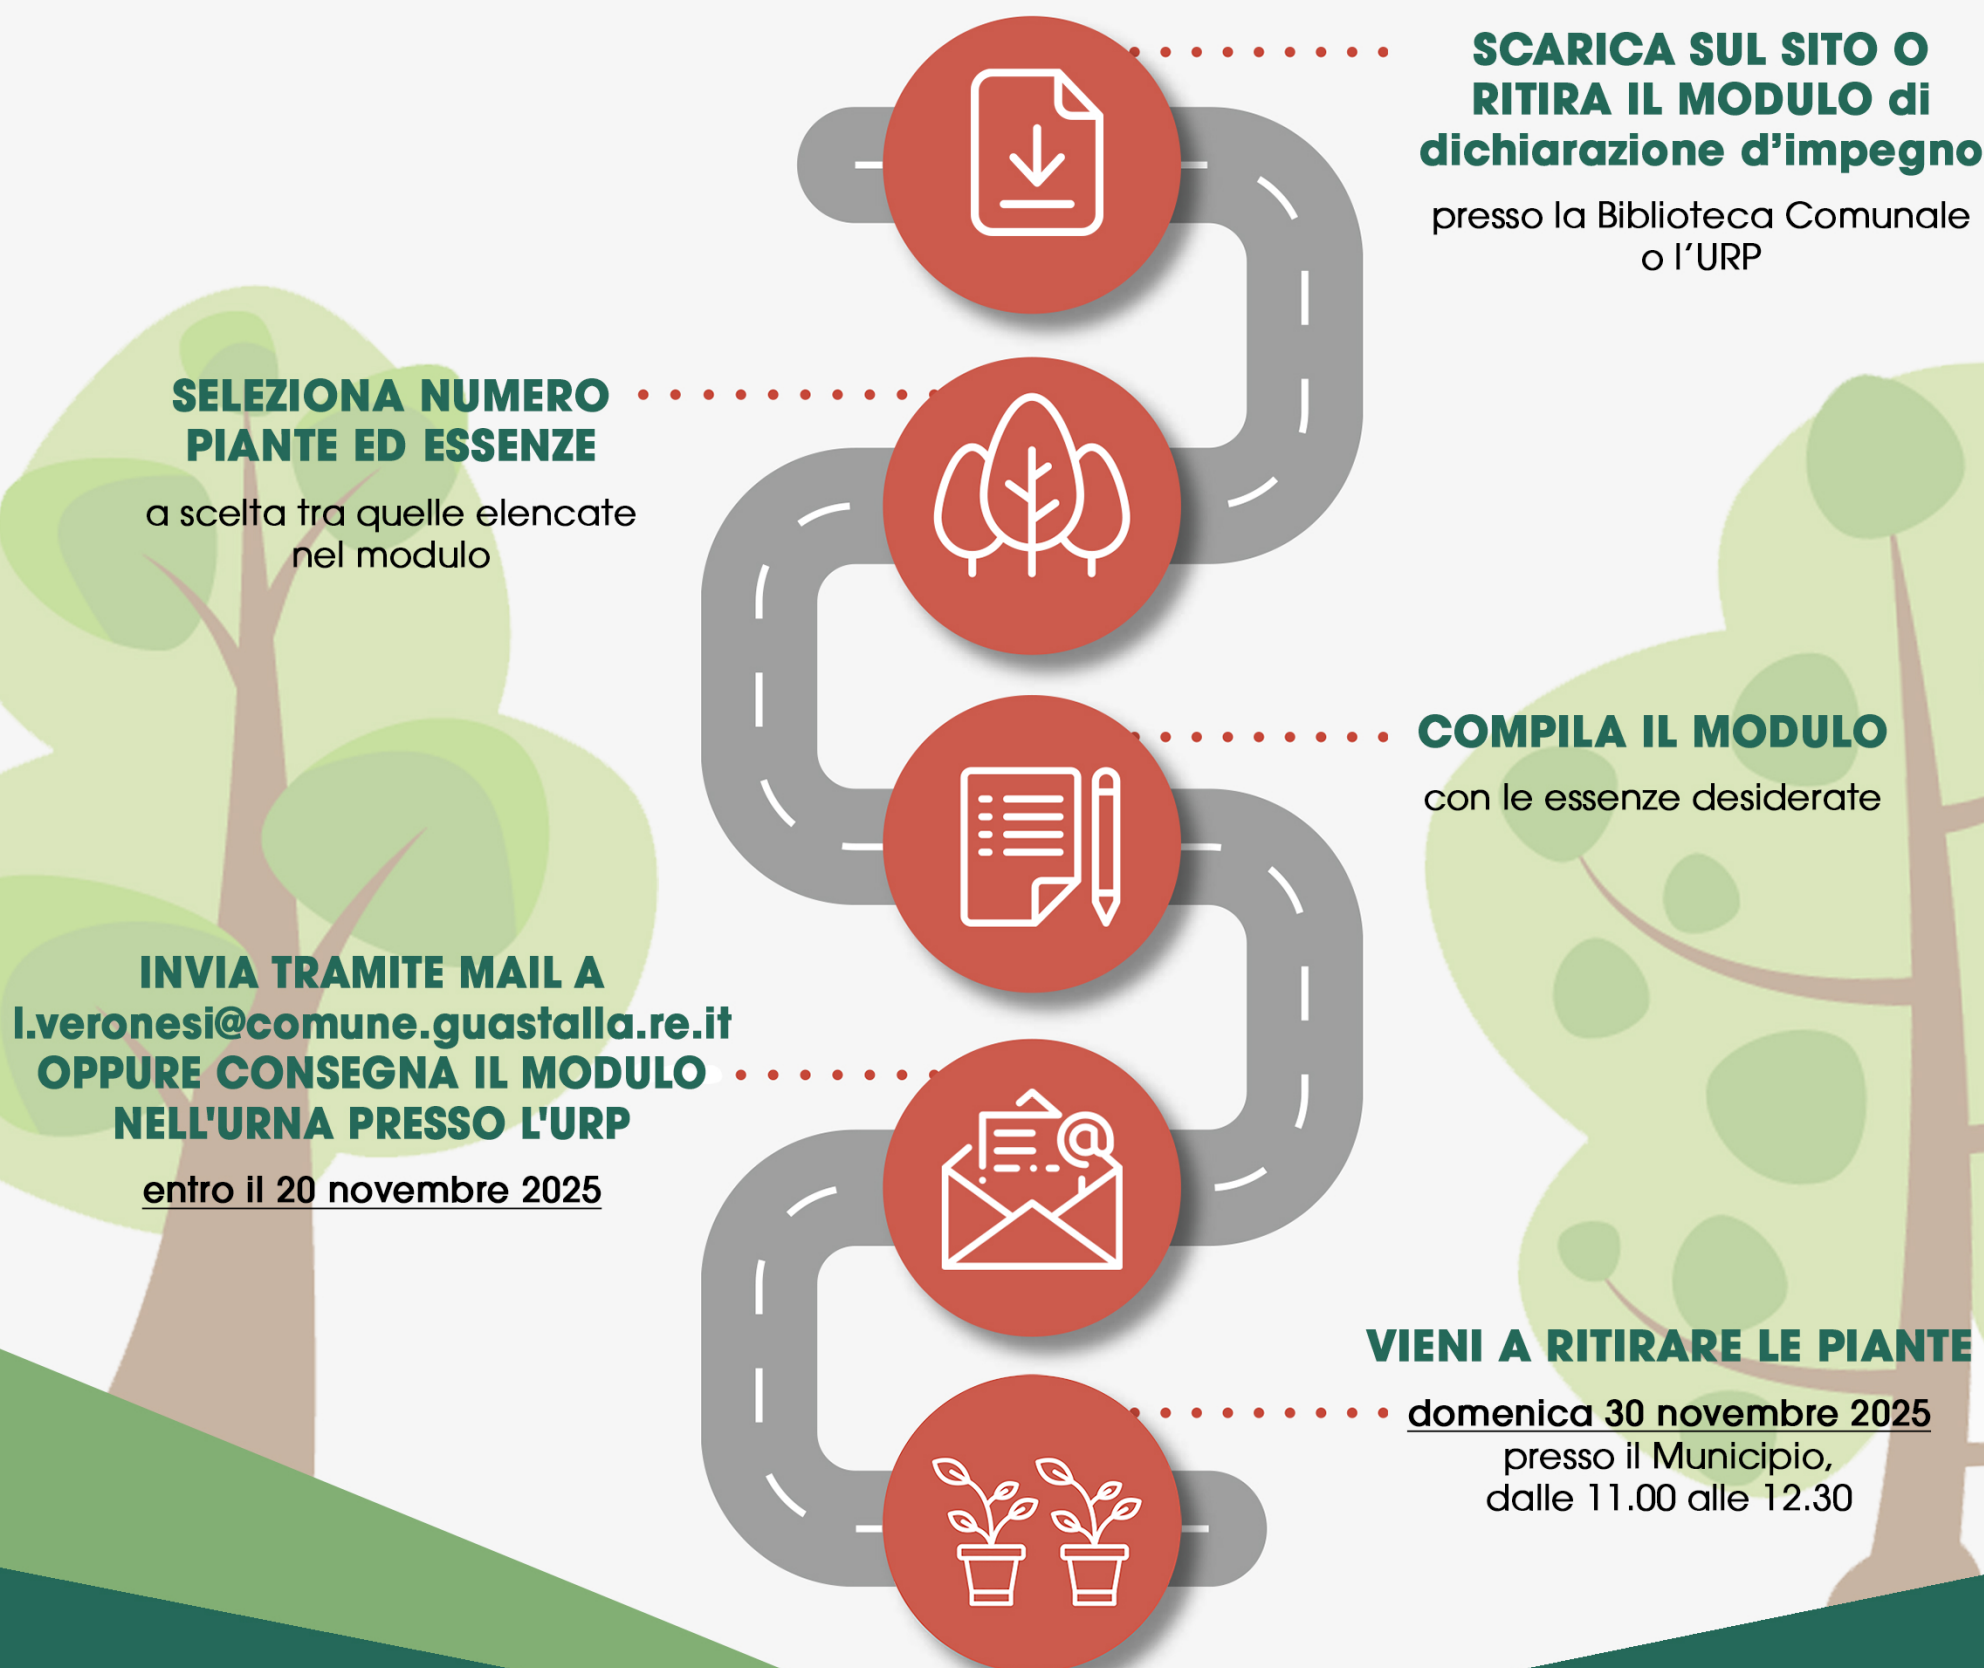 SCARICA SUL SITO O
RITIRA IL MODULO di
dichiarazione d’impegno
presso la Biblioteca Comunale
o l’URP
SELEZIONA NUMERO
PIANTE ED ESSENZE
a scelta tra quelle elencate
nel modulo
COMPILA IL MODULO
con le essenze desiderate
INVIA TRAMITE MAIL A
l.veronesi@comune.guastalla.re.it
OPPURE CONSEGNA IL MODULO
NELL'URNA PRESSO L'URP
entro il 20 novembre 2025
VIENI A RITIRARE LE PIANTE
domenica 30 novembre 2025
presso il Municipio,
dalle 11.00 alle 12.30